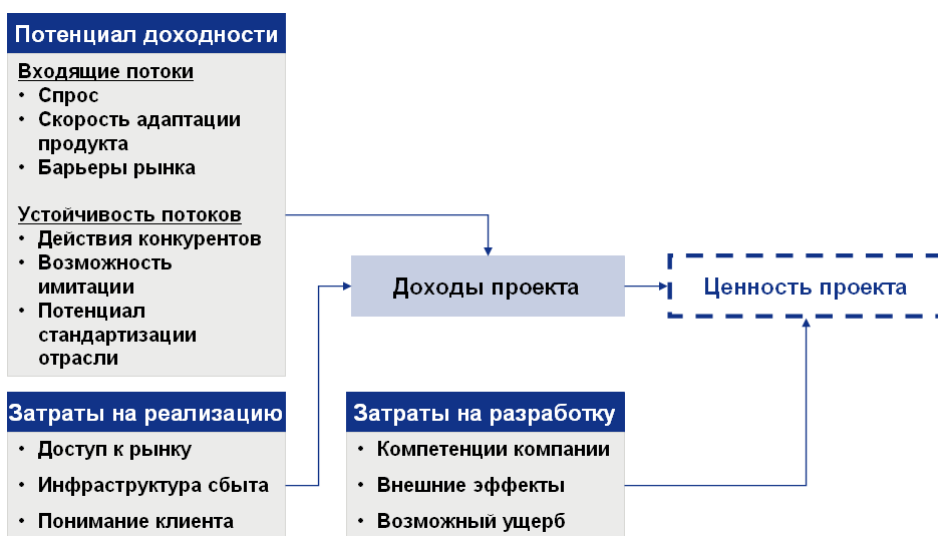 Потенциал доходности
Входящие потоки
• Спрос
• Скорость адаптации
продукта
• Барьеры рынка
Устойчивость потоков
• Действия конкурентов
• Возможность
имитации
• Потенциал
стандартизации
отрасли
Доходы проекта
Ценность проекта
Затраты на реализацию
• Доступ к рынку
• Инфраструктура сбыта
• Понимание клиента
Затраты на разработку
• Компетенции компании
• Внешние эффекты
• Возможный ущерб